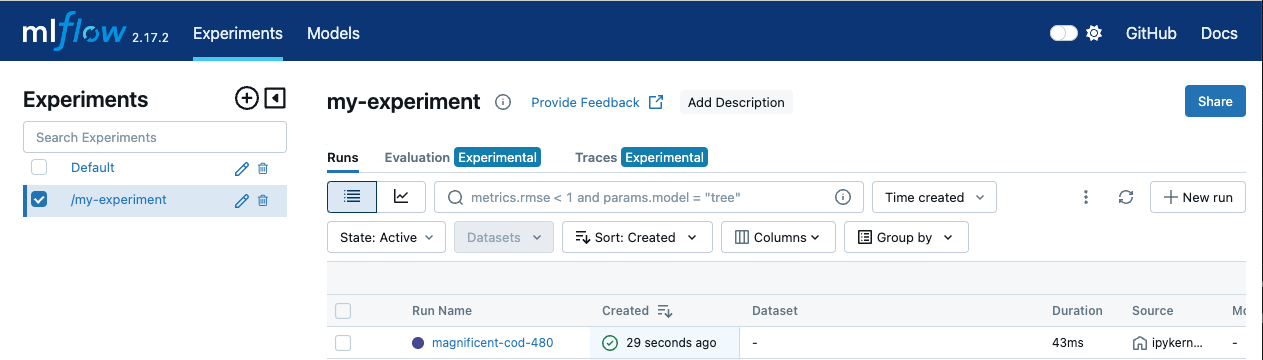 mlflow 2.17.2 Experiments Models GitHub Docs
Experiments
Search Experiments
Default
/my-experiment
my-experiment Provide Feedback Add Description Share
Runs Evaluation Experimental Traces Experimental
metrics.rmse < 1 and params.model = "tree" Time created New run
State: Active Datasets Sort: Created Columns Group by
Run Name Created Dataset Duration Source Mo
magnificent-cod-480 29 seconds ago - 43ms ipykern... -